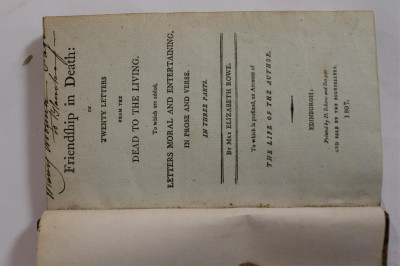 Friendship in Death:
IN
TWENTY LETTERS
FROM THE
DEAD TO THE LIVING.
To which are added,
LETTERS MORAL AND ENTERTAINING,
IN PROSE AND VERSE.
IN THREE PARTS.
BY MRS ELIZABETH ROWE.
To which is prefixed, an Account of
THE LIFE OF THE AUTHOR.
EDINBURGH:
AND SOLD BY THE BOOKSELLERS.
1807.